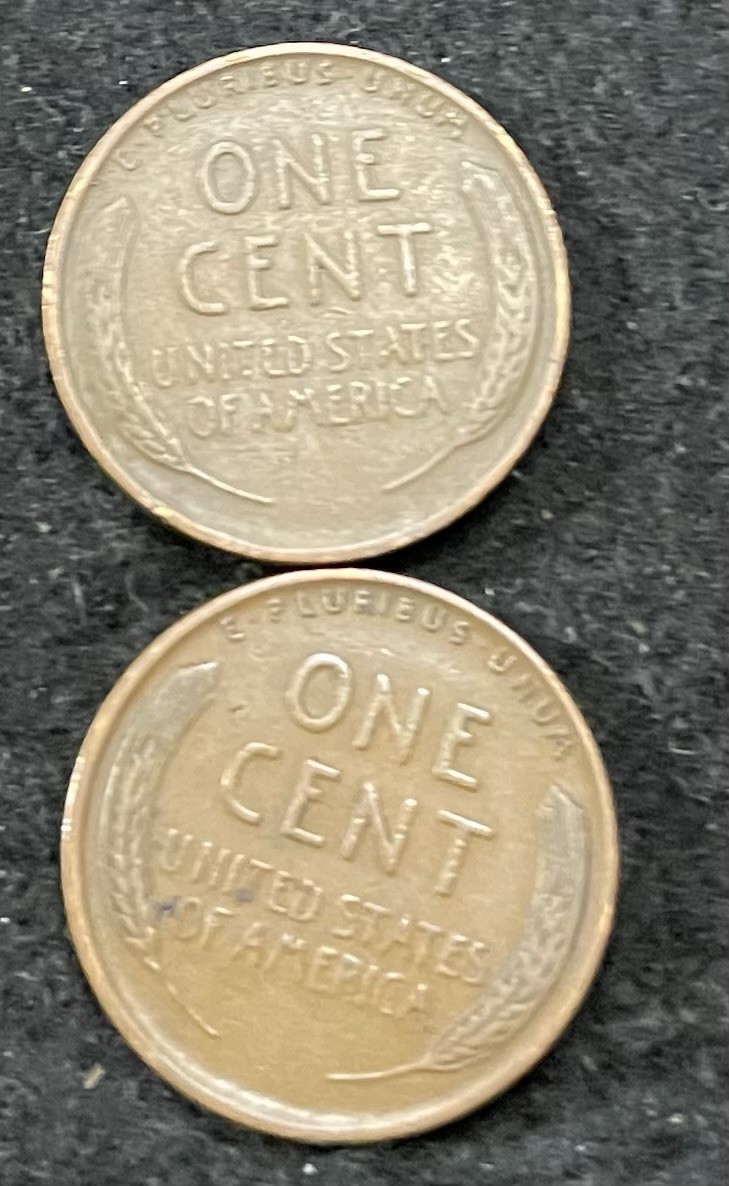 E·PLURIBUS·UNUM
ONE
CENT
UNITED STATES
OF AMERICA
E·PLURIBUS UNUM
ONE
CENT
UNITED STATES
OF AMERICA